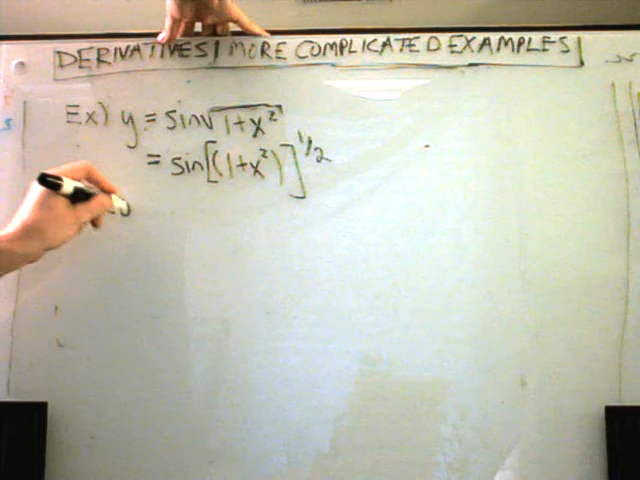 DERIVATIVES | MORE COMPLICATED EXAMPLES
Ex) y = sin√1+x²
= sin[(1+x²)]^1/2